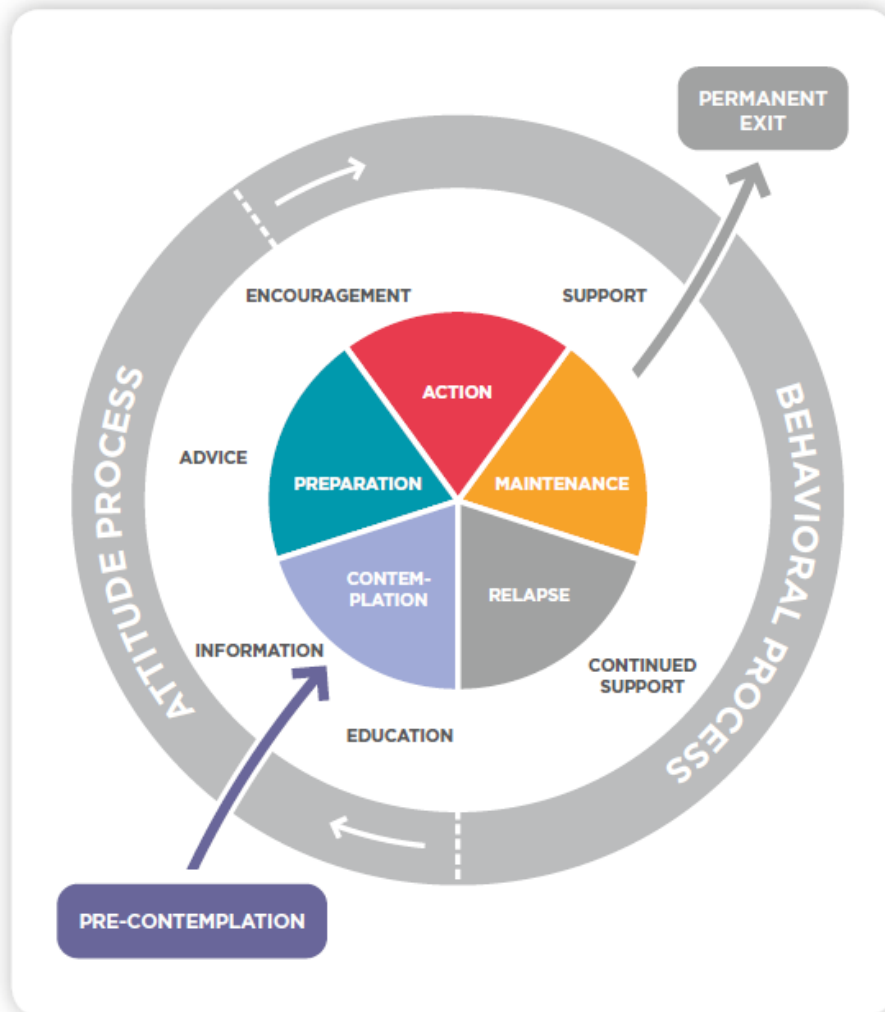 PERMANENT
EXIT
ENCOURAGEMENT
SUPPORT
ACTION
ATTITUDE PROCESS
BEHAVIORAL PROCESS
ADVICE
PREPARATION
MAINTENANCE
CONTEM-
PLATION
RELAPSE
INFORMATION
CONTINUED
SUPPORT
EDUCATION
PRE-CONTEMPLATION